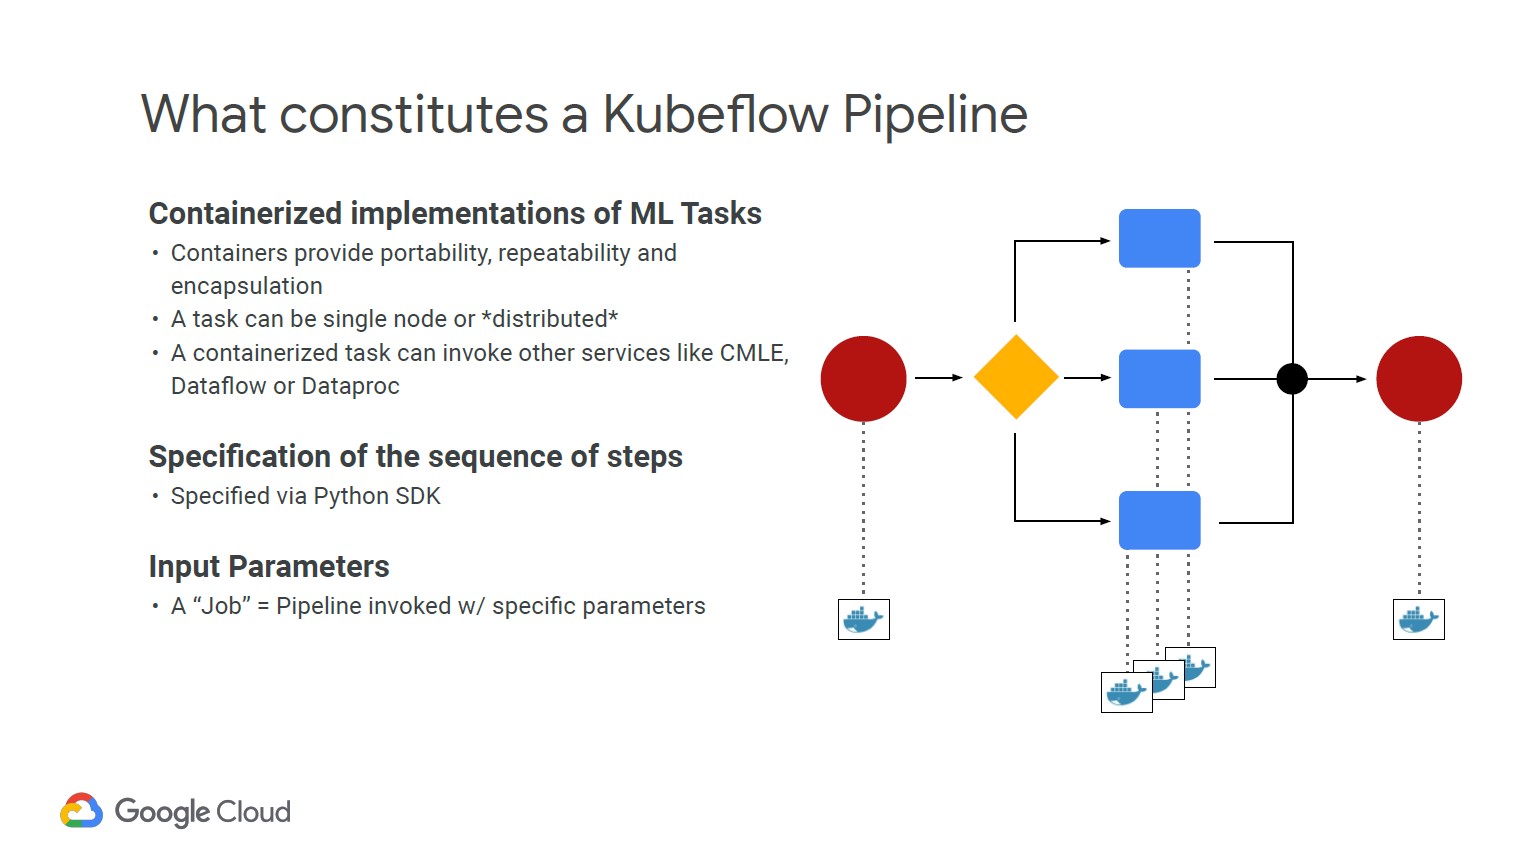 What constitutes a Kubeflow Pipeline
Containerized implementations of ML Tasks
• Containers provide portability, repeatability and
encapsulation
• A task can be single node or *distributed*
• A containerized task can invoke other services like CMLE,
Dataflow or Dataproc
Specification of the sequence of steps
• Specified via Python SDK
Input Parameters
• A “Job” = Pipeline invoked w/ specific parameters
Google Cloud